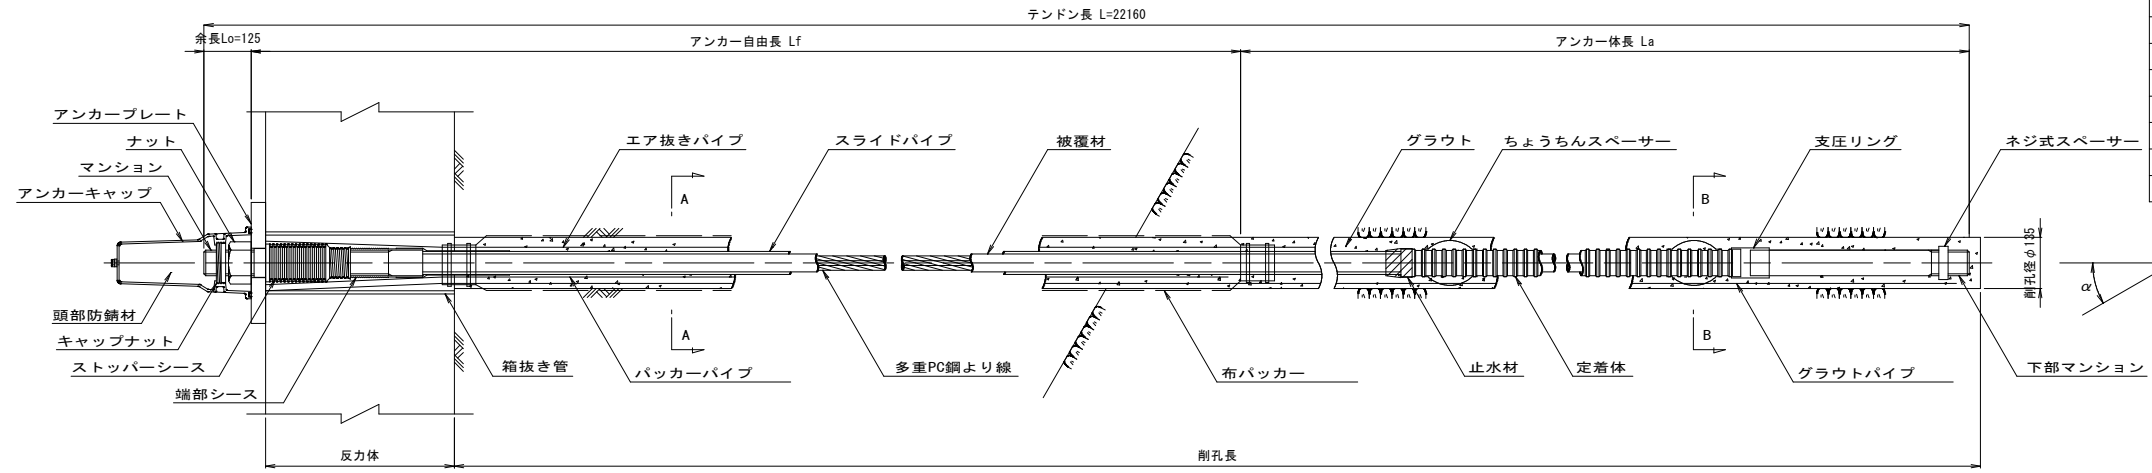 テンドン長 L=22160
余長Lo=125
アンカー自由長 Lf
アンカー体長 La
アンカープレート
ナット
マンション
アンカーキャップ
エア抜きパイプ
スライドパイプ
被覆材
グラウト
ちょうちんスペーサー
支圧リング
ネジ式スペーサー
A
B
削孔径φ135
α
頭部防錆材
キャップナット
ストッパーシース
端部シース
箱抜き管
パッカーパイプ
A
多重PC鋼より線
布パッカー
止水材
定着体
B
グラウトパイプ
下部マンション
反力体
削孔長